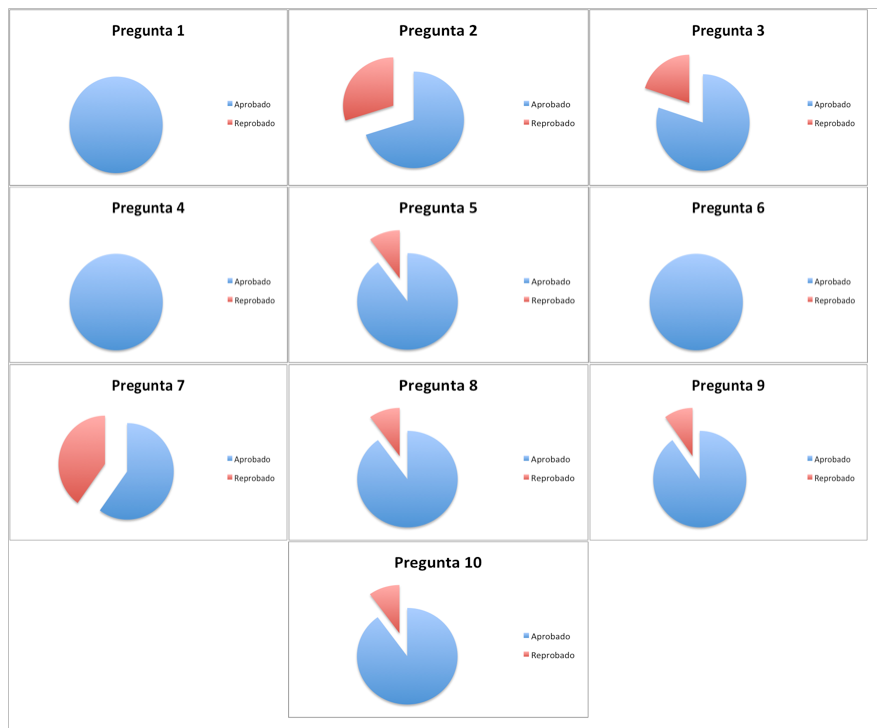 Pregunta 1
Aprobado
Reprobado
Pregunta 2
Aprobado
Reprobado
Pregunta 3
Aprobado
Reprobado
Pregunta 4
Aprobado
Reprobado
Pregunta 5
Aprobado
Reprobado
Pregunta 6
Aprobado
Reprobado
Pregunta 7
Aprobado
Reprobado
Pregunta 8
Aprobado
Reprobado
Pregunta 9
Aprobado
Reprobado
Pregunta 10
Aprobado
Reprobado